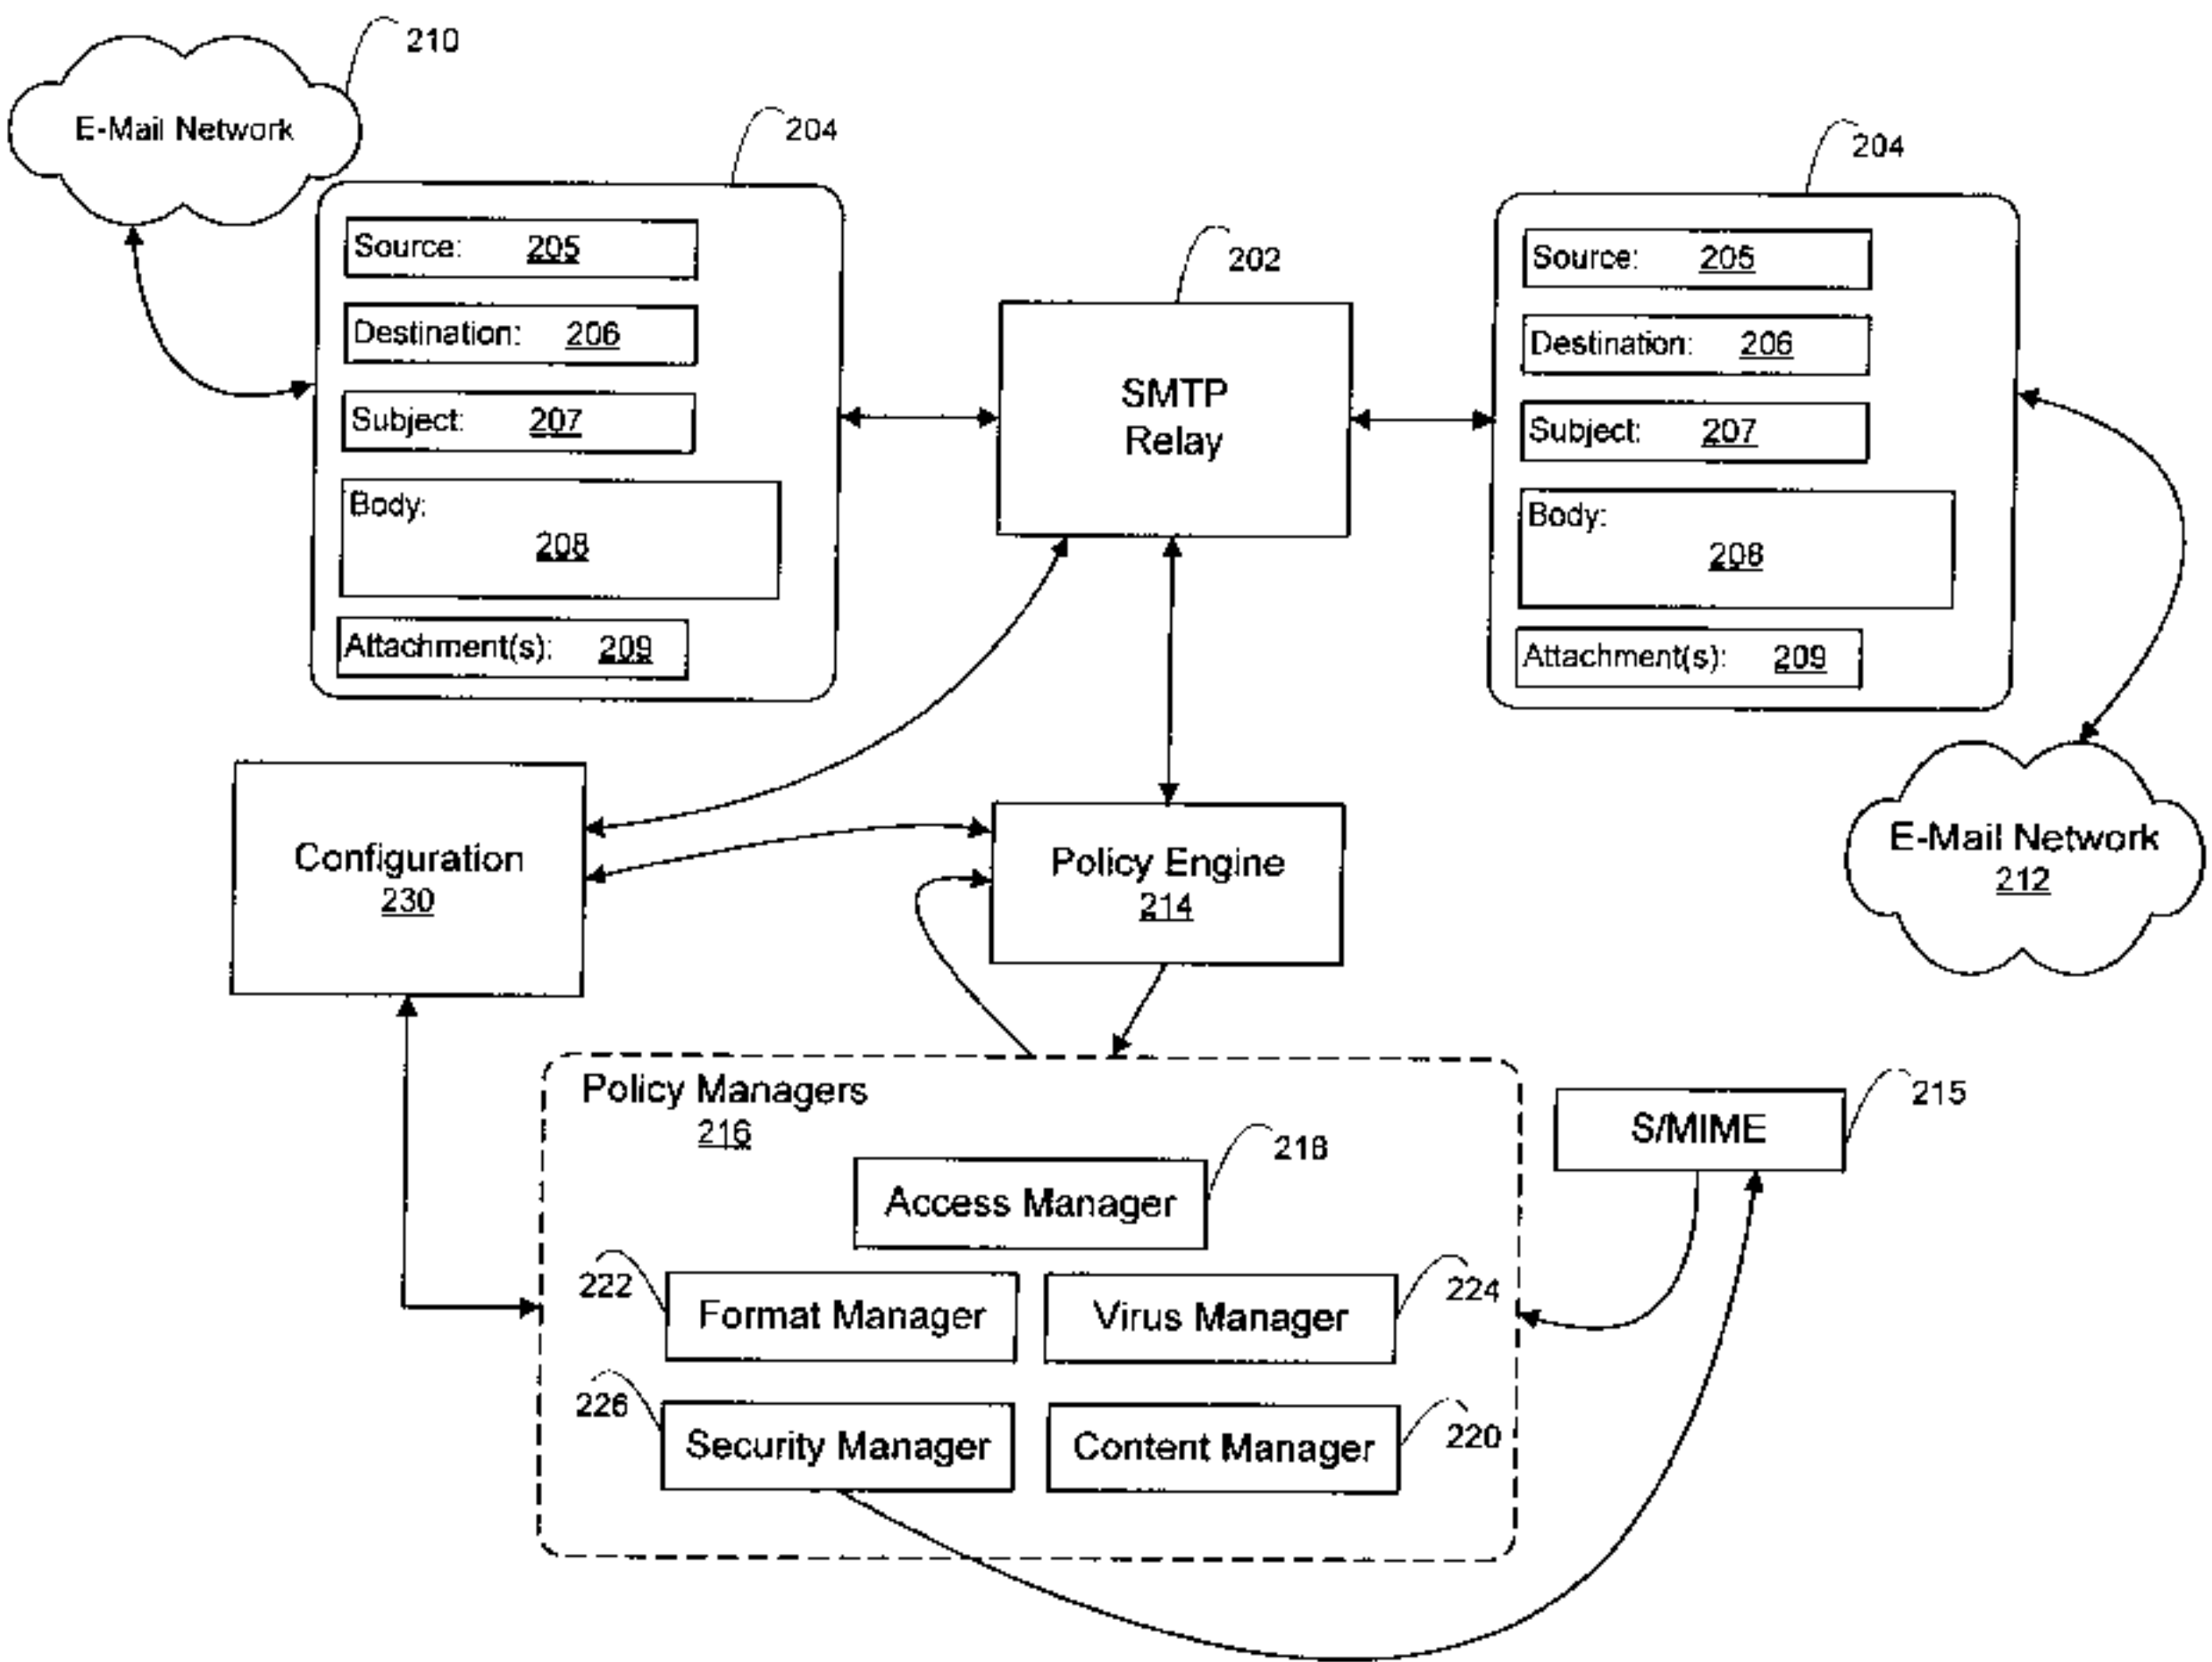 210
E-Mail Network
204
Source: 205
Destination: 206
Subject: 207
Body:
208
Attachment(s): 209
202
SMTP
Relay
204
Source: 205
Destination: 206
Subject: 207
Body:
208
Attachment(s): 209
Configuration
230
Policy Engine
214
E-Mail Network
212
Policy Managers
216
218
Access Manager
222
Format Manager
224
Virus Manager
226
Security Manager
220
Content Manager
215
S/MIME